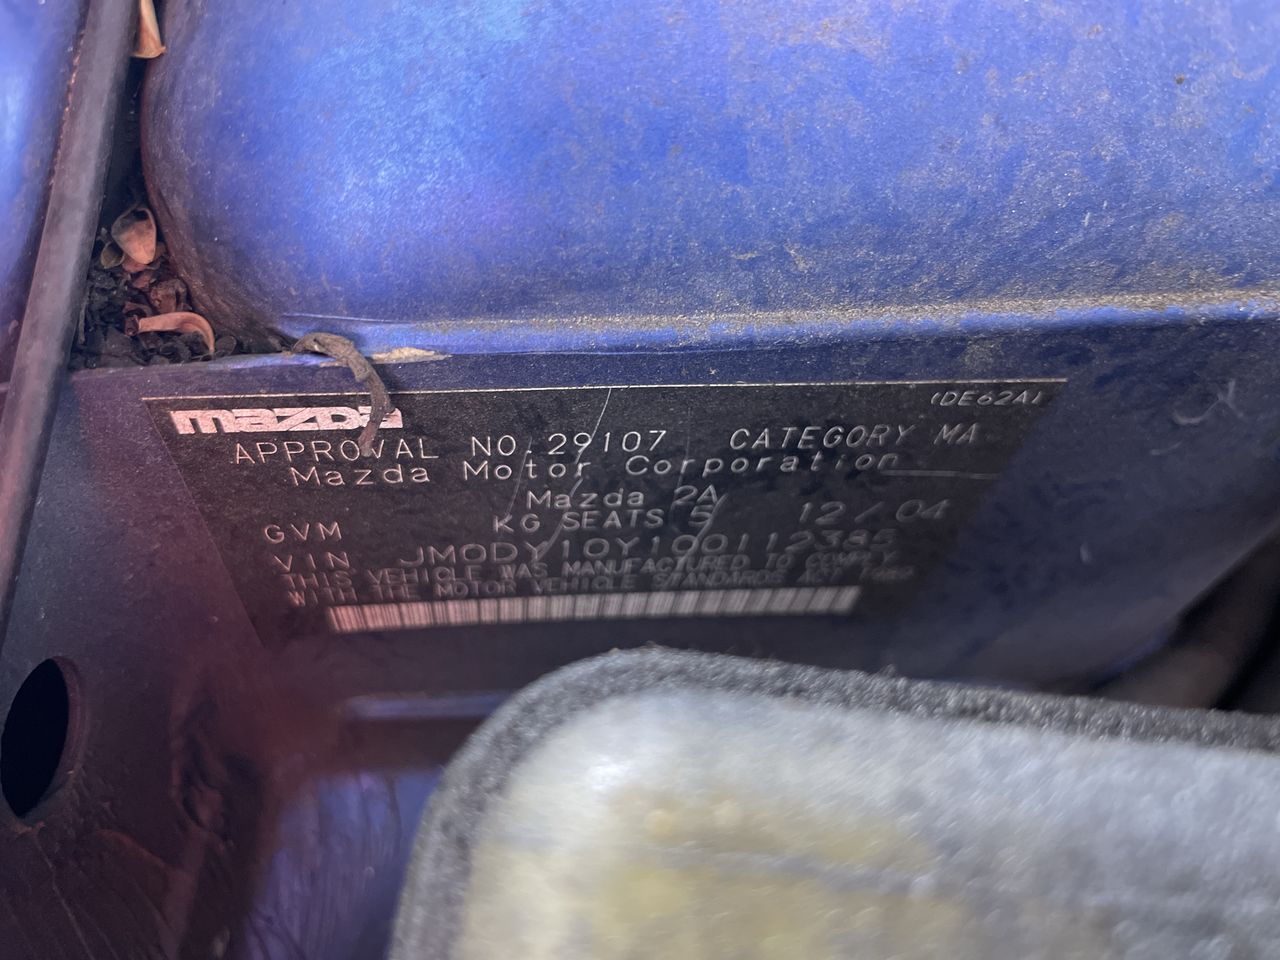 mazda (DE62A)
APPROVAL NO. 29107 CATEGORY MA
Mazda Motor Corporation
Mazda 2A
GVM KG SEATS 5 12/04
VIN JM0DY10Y100112385
THIS VEHICLE WAS MANUFACTURED TO COMPLY
WITH THE MOTOR VEHICLE STANDARDS ACT 1989